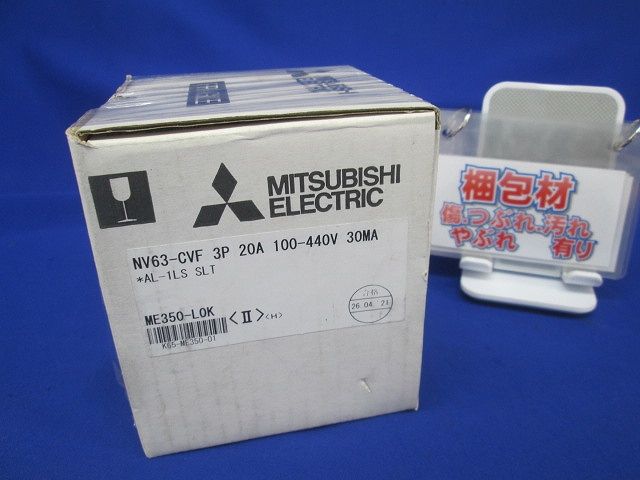 MITSUBISHI
ELECTRIC
NV63-CVF 3P 20A 100-440V 30MA
*AL-1LS SLT
ME350-L0K <Ⅱ> <H>
K65-ME350-01
26.04.21
梱包材
傷、つぶれ、汚れ
やぶれ 有り